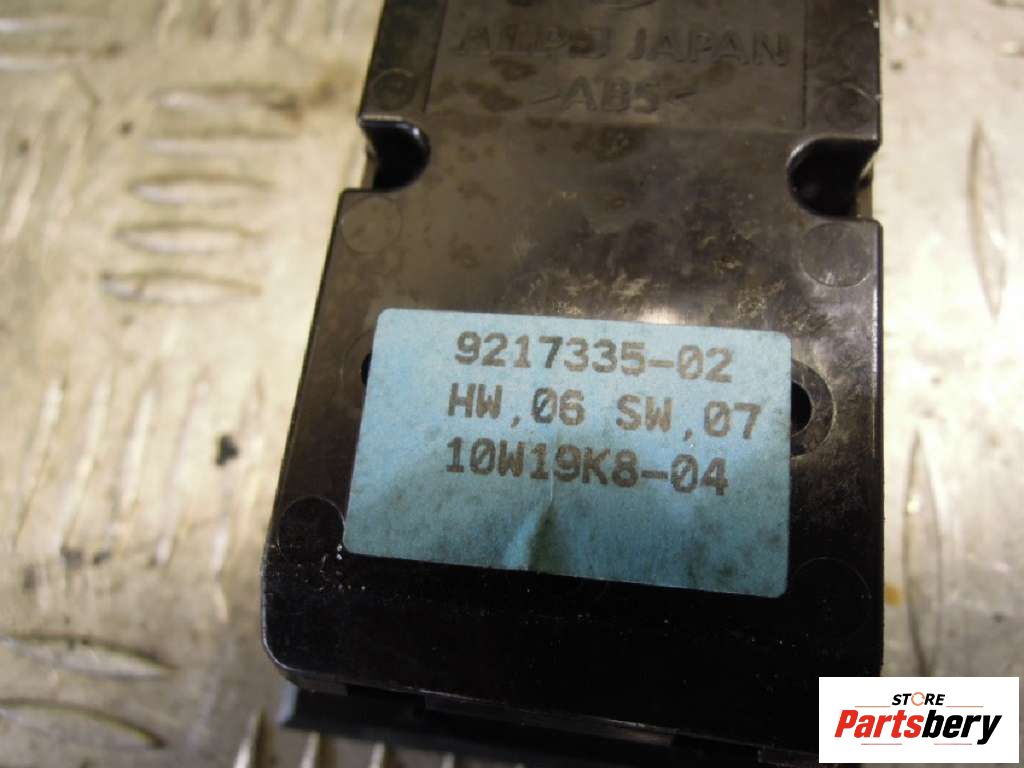 ALPS JAPAN
>ABS<
9217335-02
HW,06 SW,07
10W19K8-04
STORE
Partsbery